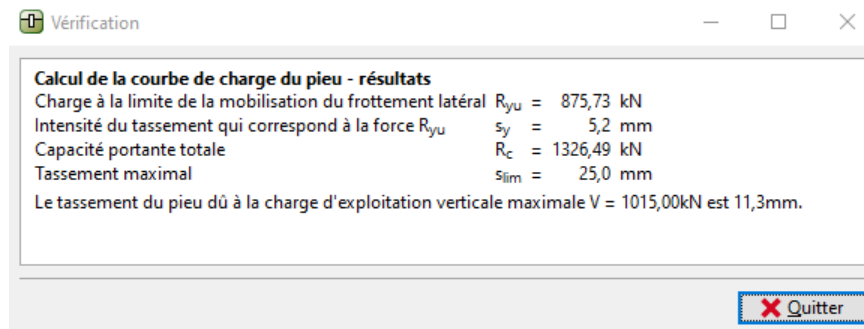 Vérification
Calcul de la courbe de charge du pieu - résultats
Charge à la limite de la mobilisation du frottement latéral Ryu = 875,73 kN
Intensité du tassement qui correspond à la force Ryu sy = 5,2 mm
Capacité portante totale Rc = 1326,49 kN
Tassement maximal slim = 25,0 mm
Le tassement du pieu dû à la charge d'exploitation verticale maximale V = 1015,00kN est 11,3mm.
Quitter